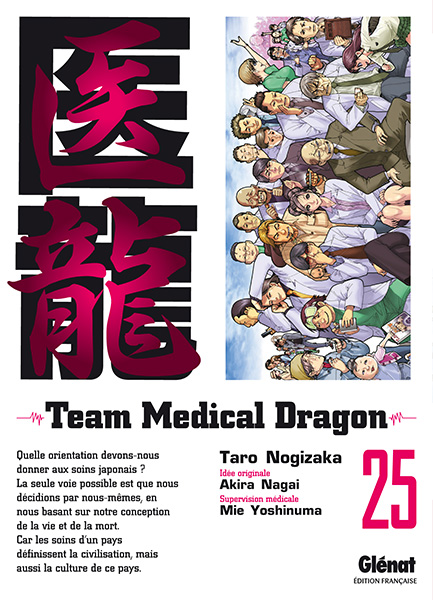 医
龍
Team Medical Dragon
Quelle orientation devons-nous
donner aux soins japonais ?
La seule voie possible est que nous
décidions par nous-mêmes, en
nous basant sur notre conception
de la vie et de la mort.
Car les soins d'un pays
définissent la civilisation, mais
aussi la culture de ce pays.
Taro Nogizaka
Idée originale
Akira Nagai
Supervision médicale
Mie Yoshinuma
25
Glénat
ÉDITION FRANÇAISE